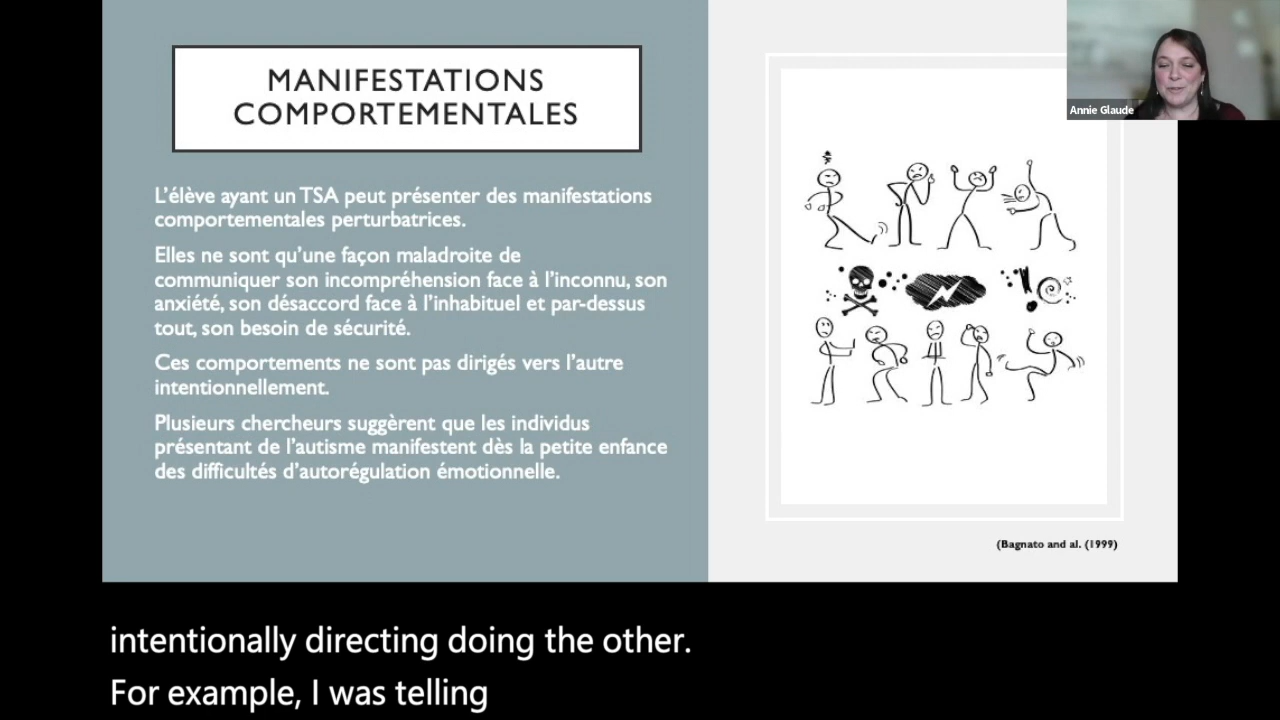 MANIFESTATIONS
COMPORTEMENTALES
L'élève ayant un TSA peut présenter des manifestations
comportementales perturbatrices.
Elles ne sont qu'une façon maladroite de
communiquer son incompréhension face à l'inconnu, son
anxiété, son désaccord face à l'inhabituel et par-dessus
tout, son besoin de sécurité.
Ces comportements ne sont pas dirigés vers l'autre
intentionnellement.
Plusieurs chercheurs suggèrent que les individus
présentant de l'autisme manifestent dès la petite enfance
des difficultés d'autorégulation émotionnelle.
Annie Glaude
(Bagnato and al. (1999)
intentionally directing doing the other.
For example, I was telling